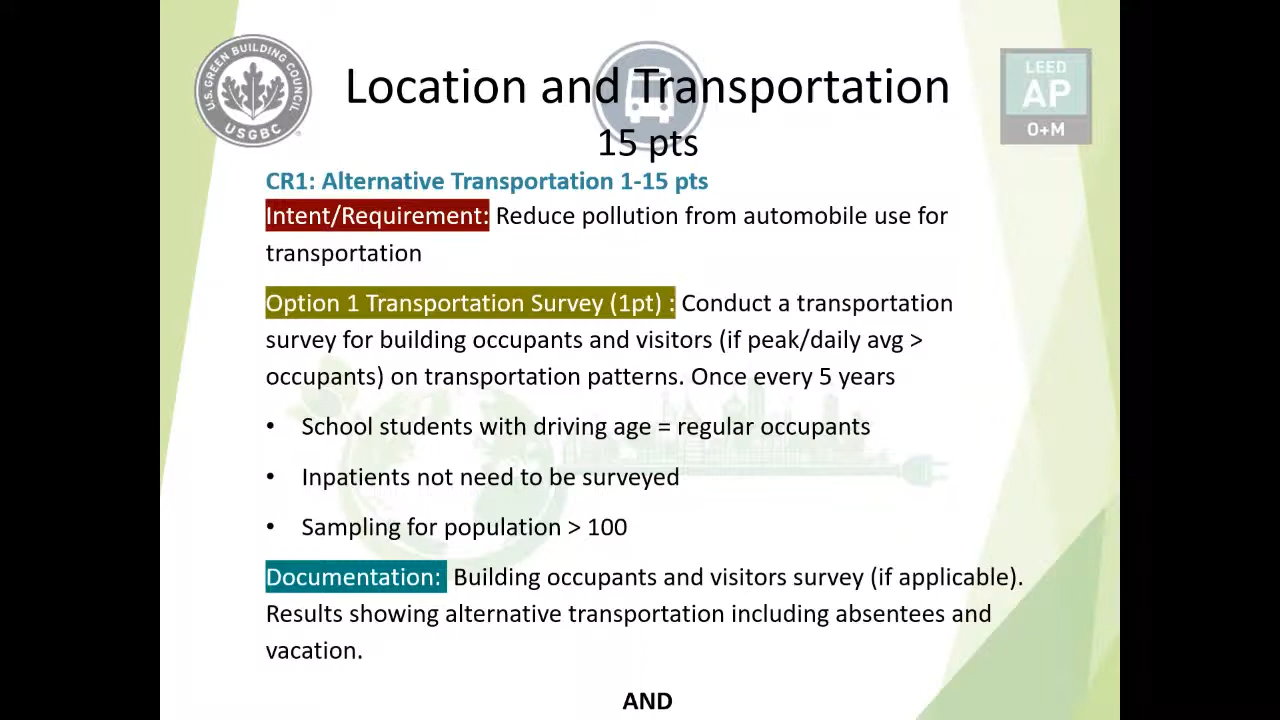 U.S. GREEN BUILDING COUNCIL
USGBC
Location and Transportation
15 pts
LEED
AP
O+M
CR1: Alternative Transportation 1-15 pts
Intent/Requirement: Reduce pollution from automobile use for
transportation
Option 1 Transportation Survey (1pt) : Conduct a transportation
survey for building occupants and visitors (if peak/daily avg >
occupants) on transportation patterns. Once every 5 years
• School students with driving age = regular occupants
• Inpatients not need to be surveyed
• Sampling for population > 100
Documentation: Building occupants and visitors survey (if applicable).
Results showing alternative transportation including absentees and
vacation.
AND